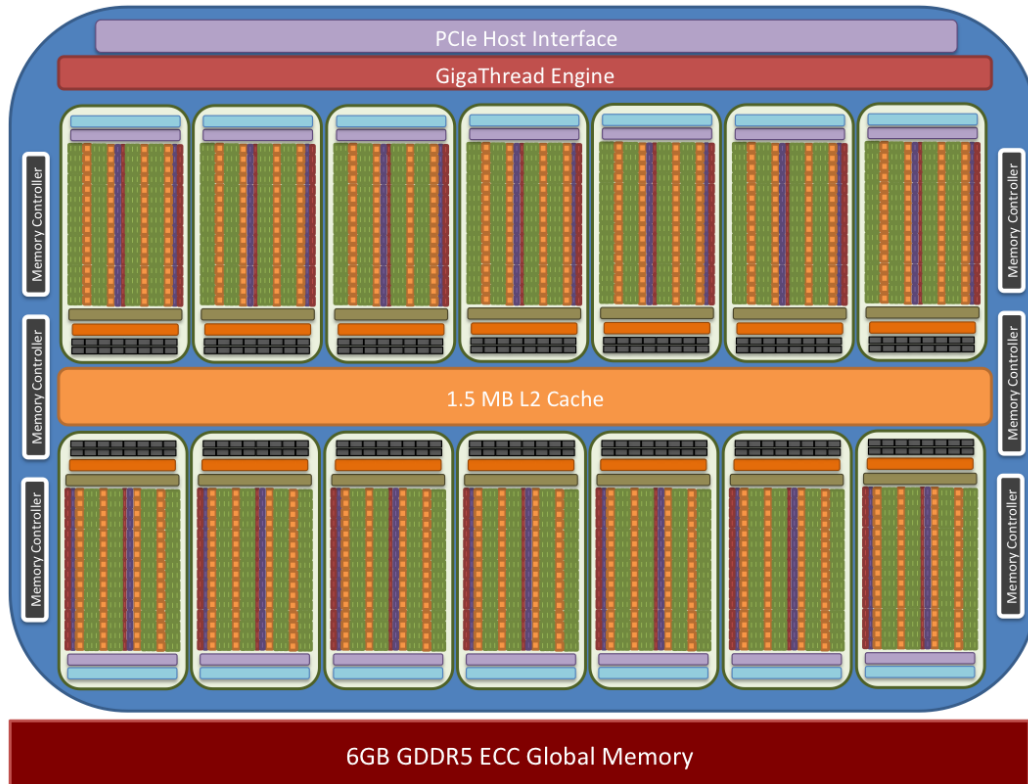 PCIe Host Interface
GigaThread Engine
Memory Controller
Memory Controller
Memory Controller
Memory Controller
1.5 MB L2 Cache
Memory Controller
Memory Controller
6GB GDDR5 ECC Global Memory